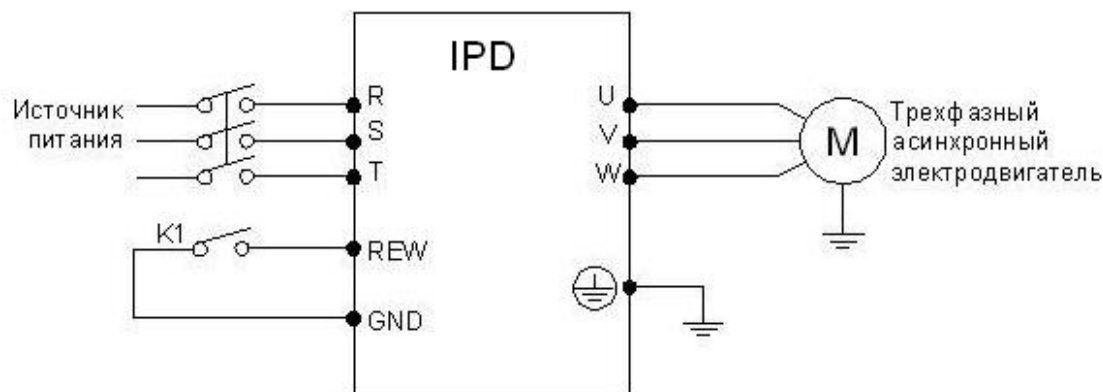 IPD
Источник
питания
R
S
T
K1
REW
GND
U
V
W
M
Трехфазный
асинхронный
электродвигатель